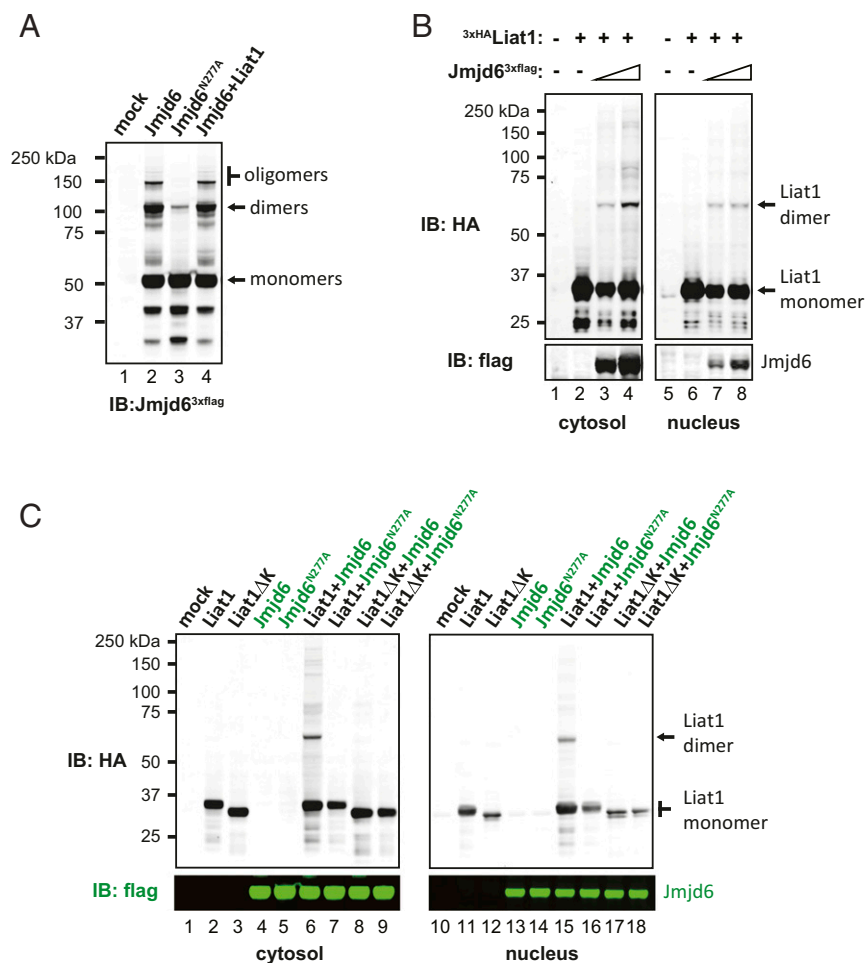 A
mock
Jmjd6
Jmjd6N277A
Jmjd6+Liat1
250 kDa
150
100
75
50
37
oligomers
dimers
monomers
1 2 3 4
IB:Jmjd63xflag
B
3xHALiat1: - + + + - + + +
Jmjd63xflag: - - - -
250 kDa
150
100
75
50
37
25
IB: HA
Liat1
dimer
Liat1
monomer
IB: flag
Jmjd6
1 2 3 4 5 6 7 8
cytosol nucleus
C
mock
Liat1
Liat1ΔK
Jmjd6
Jmjd6N277A
Liat1+Jmjd6
Liat1+Jmjd6N277A
Liat1ΔK+Jmjd6
Liat1ΔK+Jmjd6N277A
mock
Liat1
Liat1ΔK
Jmjd6
Jmjd6N277A
Liat1+Jmjd6
Liat1+Jmjd6N277A
Liat1ΔK+Jmjd6
Liat1ΔK+Jmjd6N277A
250 kDa
150
100
75
50
37
25
IB: HA
Liat1
dimer
Liat1
monomer
IB: flag
Jmjd6
1 2 3 4 5 6 7 8 9 10 11 12 13 14 15 16 17 18
cytosol nucleus